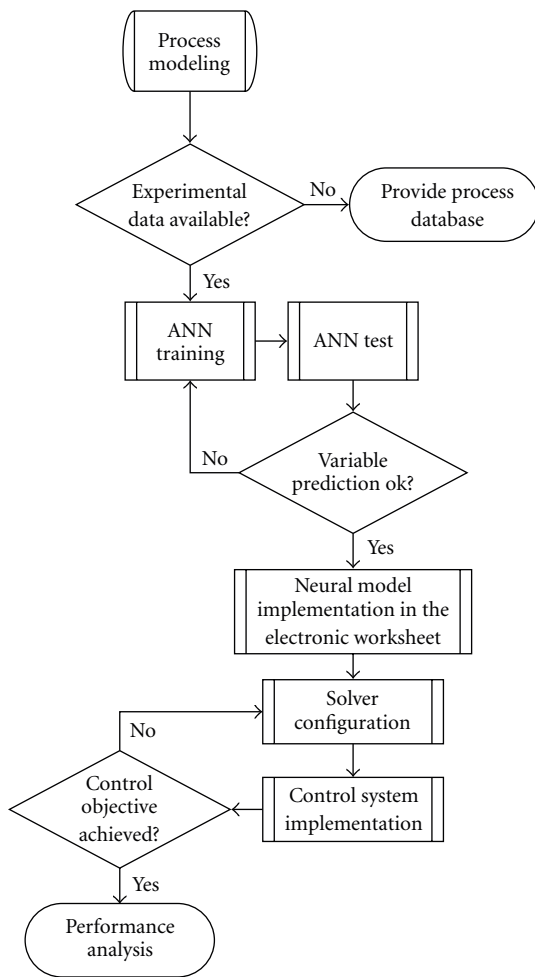 Process
modeling
Experimental
data available?
No
Provide process
database
Yes
ANN
training
ANN test
No
Variable
prediction ok?
Yes
Neural model
implementation in the
electronic worksheet
Solver
configuration
No
Control
objective
achieved?
Control system
implementation
Yes
Performance
analysis